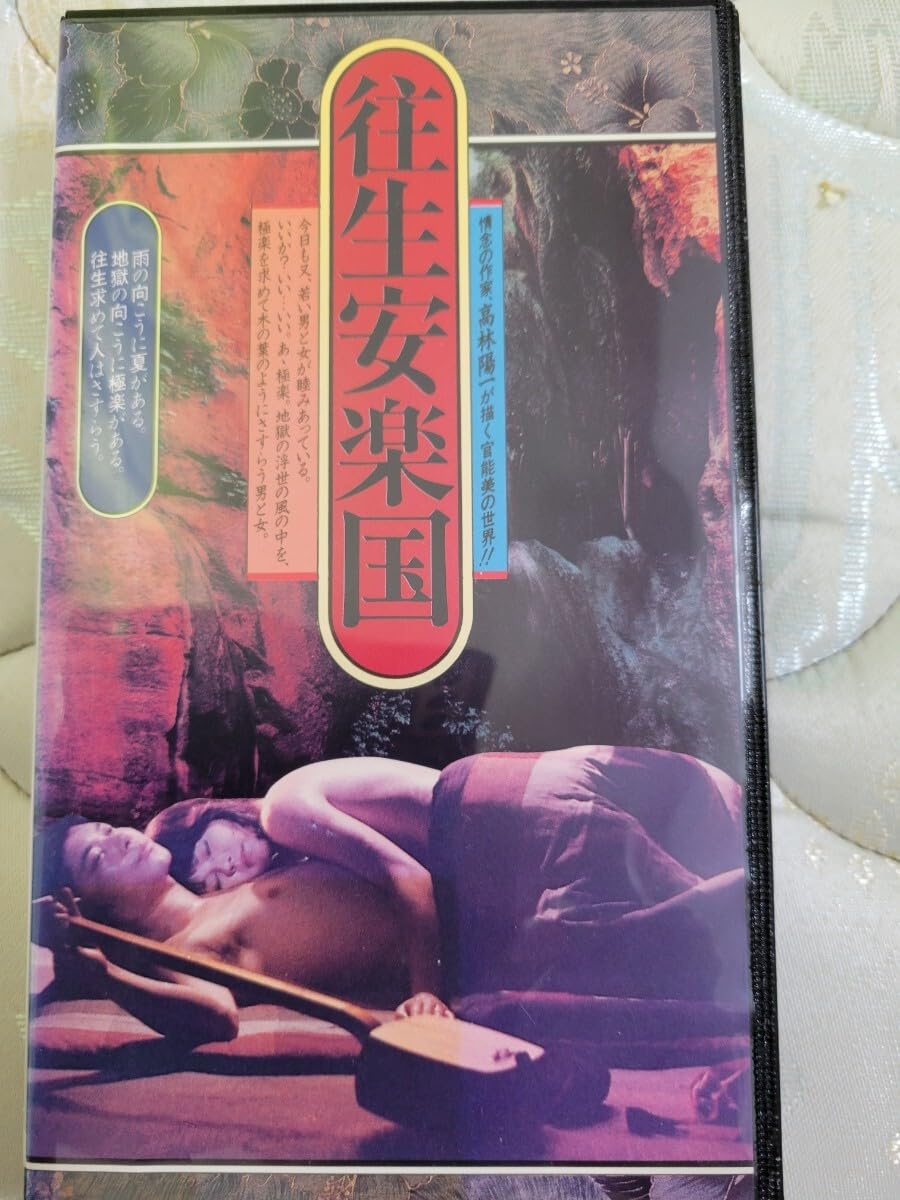 往生安楽国
情念の作家、高林陽一が描く官能美の世界!!
今日も又、若い男と女が睦みあっている。
いいか?いい…いい。あゝ極楽。地獄の浮世の風の中を、
極楽を求めて木の葉のようにさすらう男と女。
雨の向こうに夏がある。
地獄の向こうに極楽がある。
往生求めて人はさすらう。